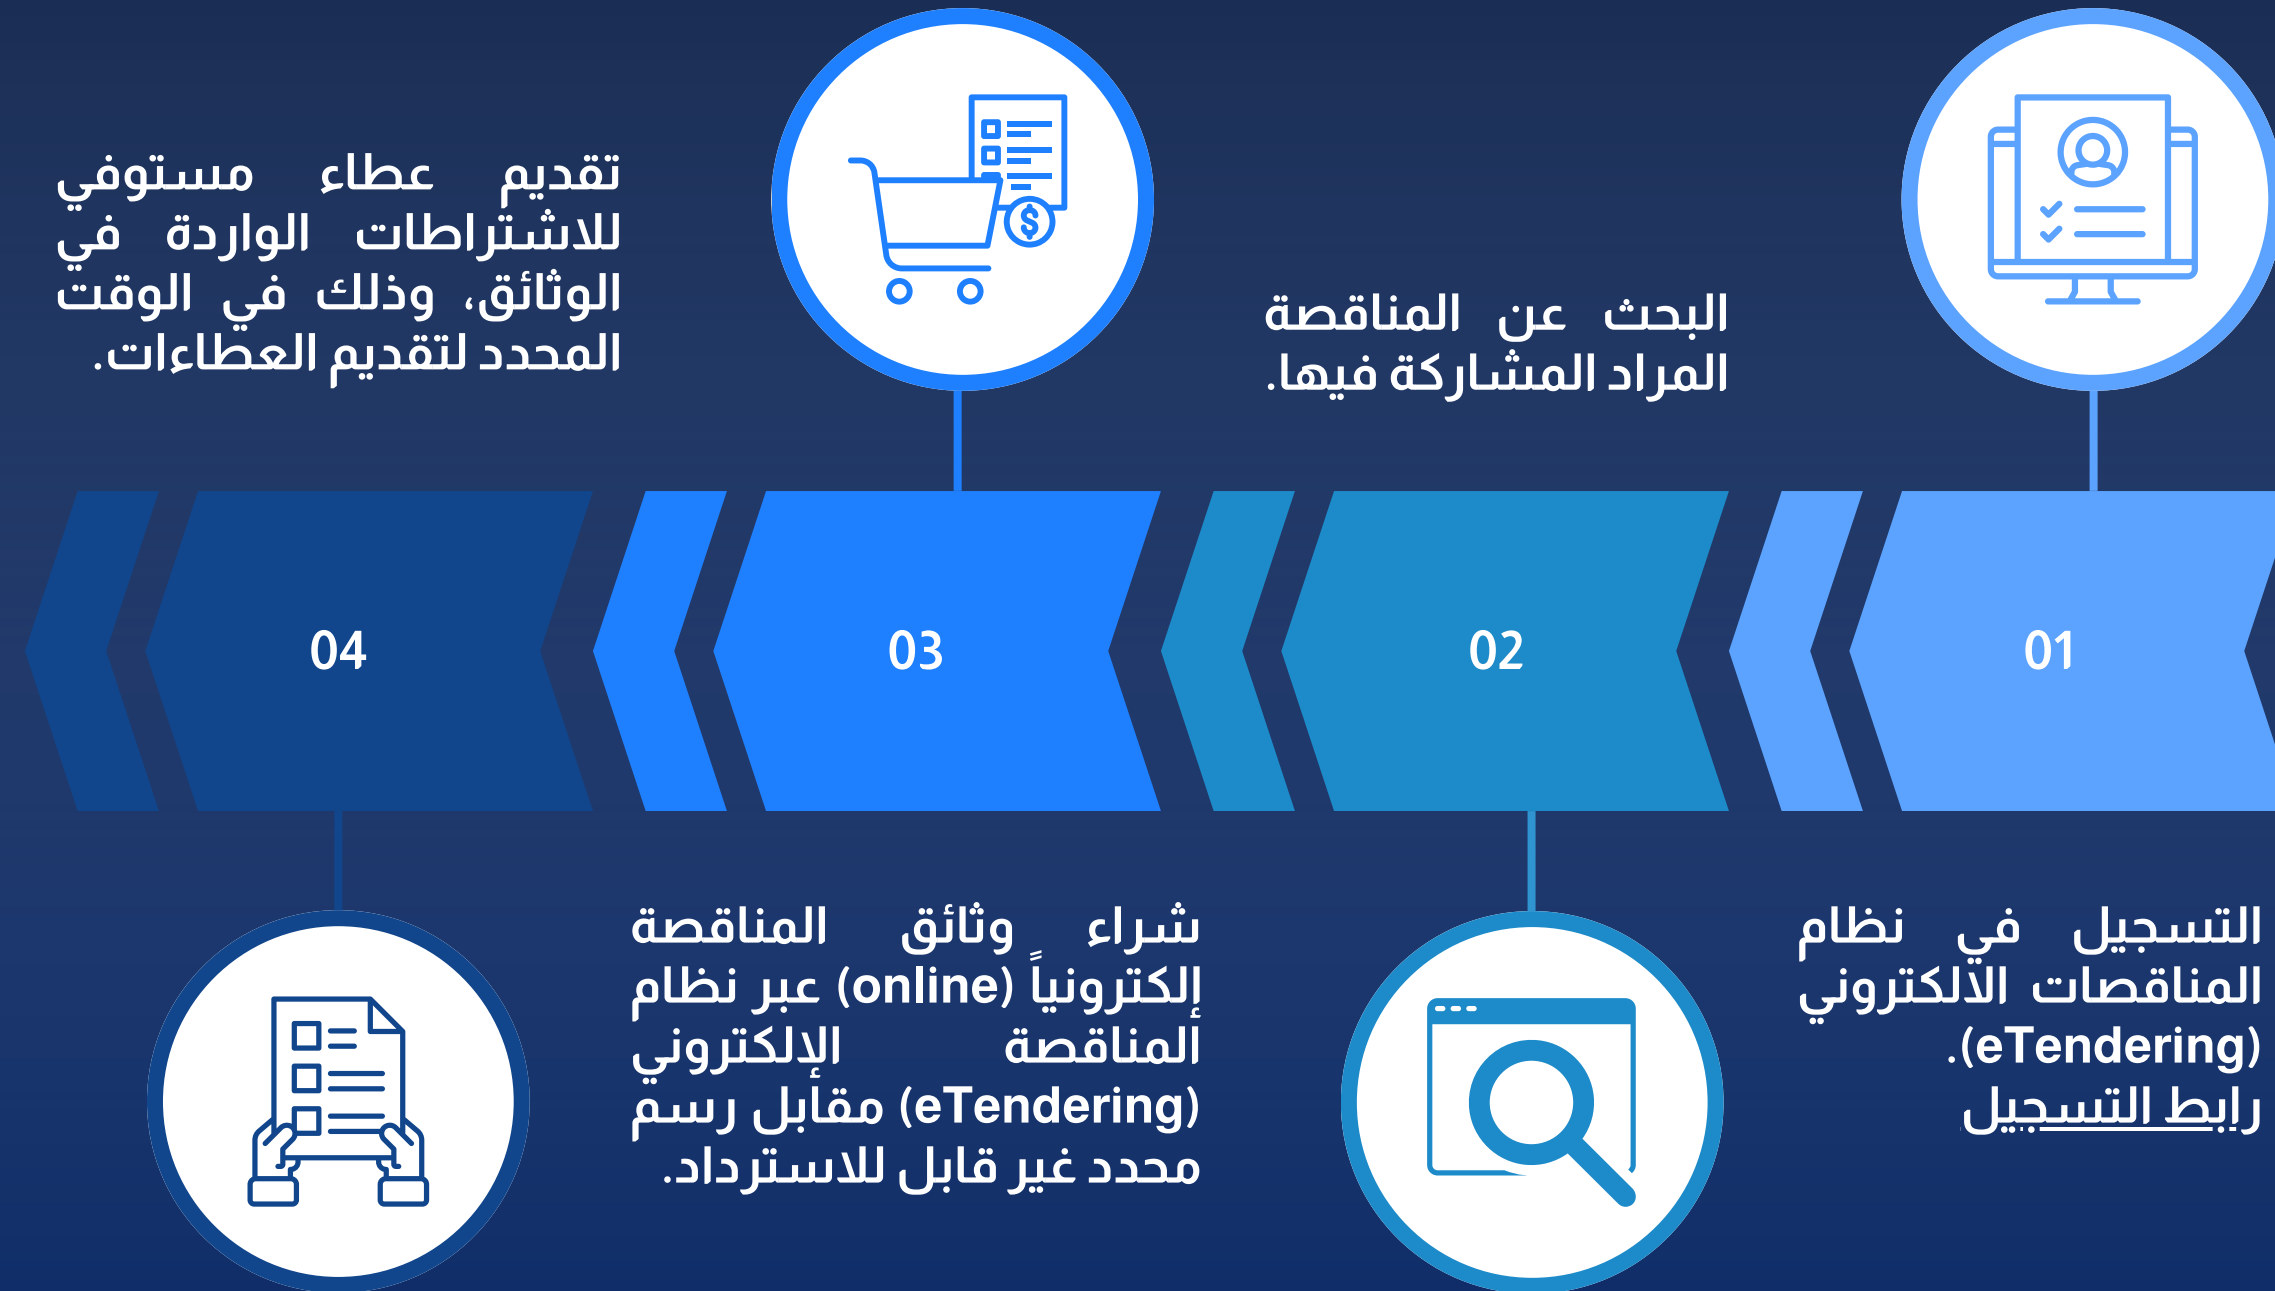 01
التسجيل في نظام
المناقصات الالكتروني
(eTendering).
رابط التسجيل
02
البحث عن المناقصة
المراد المشاركة فيها.
03
شراء وثائق المناقصة
إلكترونياً (online) عبر نظام
المناقصة الإلكتروني
(eTendering) مقابل رسم
محدد غير قابل للاسترداد.
04
تقديم عطاء مستوفي
للاشتراطات الواردة في
الوثائق، وذلك في الوقت
المحدد لتقديم العطاءات.